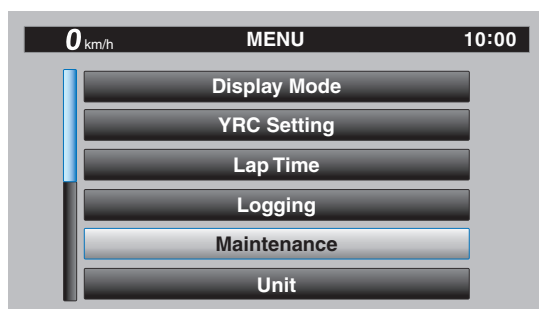 0 km/h MENU 10:00
Display Mode
YRC Setting
Lap Time
Logging
Maintenance
Unit